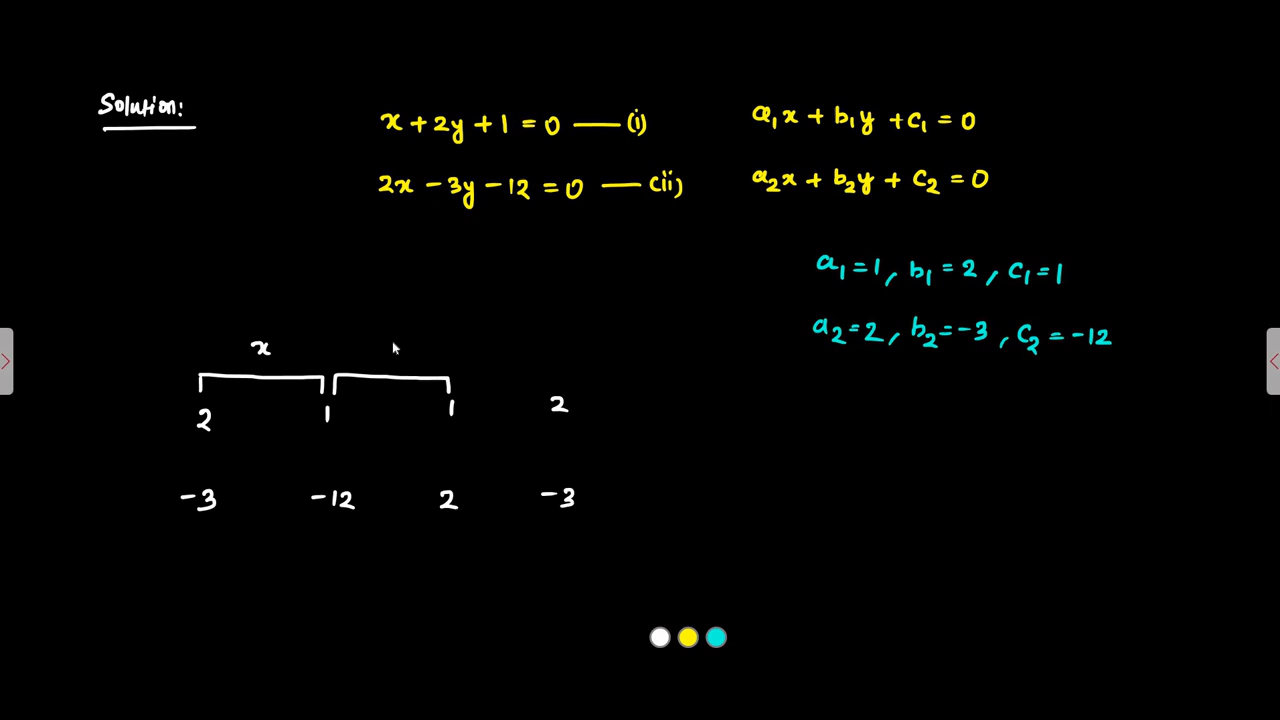 Solution:
x + 2y + 1 = 0 —— (i)
2x - 3y - 12 = 0 —— (ii)
a₁x + b₁y + c₁ = 0
a₂x + b₂y + c₂ = 0
a₁ = 1, b₁ = 2, c₁ = 1
a₂ = 2, b₂ = -3, c₂ = -12
x
2 1 1 2
-3 -12 2 -3